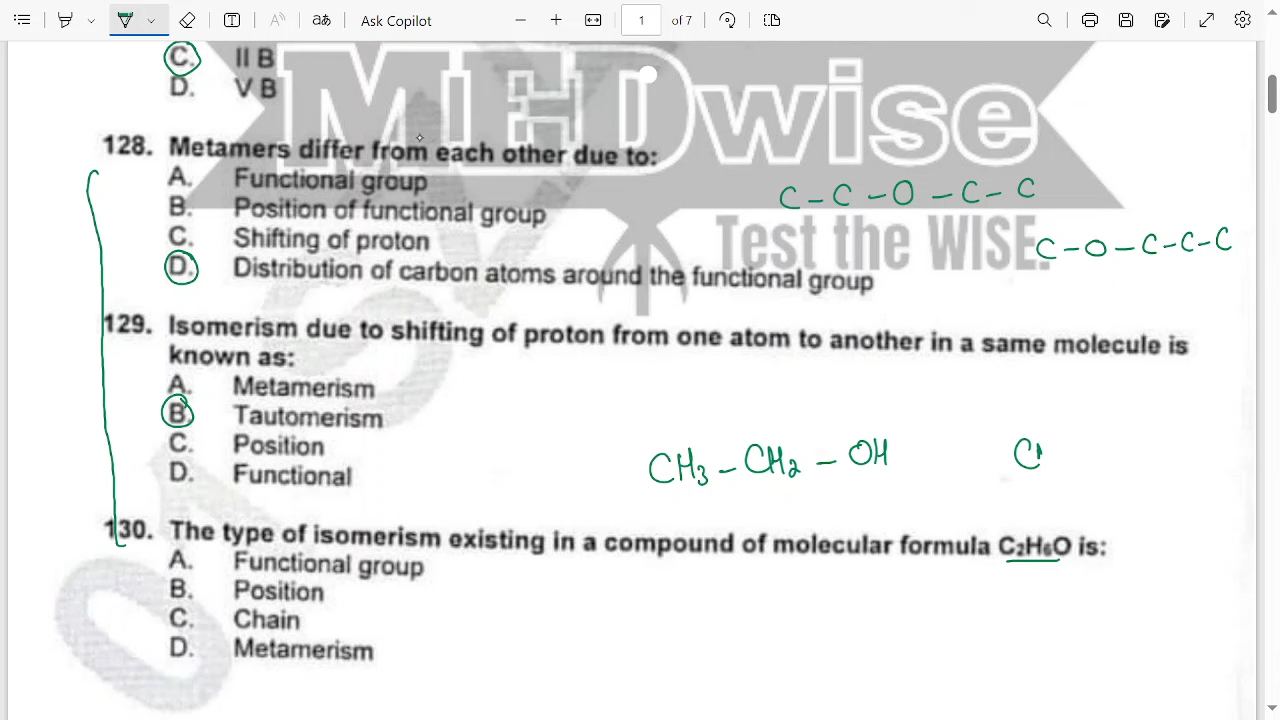 Ask Copilot
1 of 7
C. II B
D. V B
MEDwise
Test the WISE.
128. Metamers differ from each other due to:
A. Functional group
B. Position of functional group
C. Shifting of proton
D. Distribution of carbon atoms around the functional group
C - C - O - C - C
C - O - C - C - C
129. Isomerism due to shifting of proton from one atom to another in a same molecule is
known as:
A. Metamerism
B. Tautomerism
C. Position
D. Functional
CH₃ - CH₂ - OH
130. The type of isomerism existing in a compound of molecular formula C₂H₆O is:
A. Functional group
B. Position
C. Chain
D. Metamerism